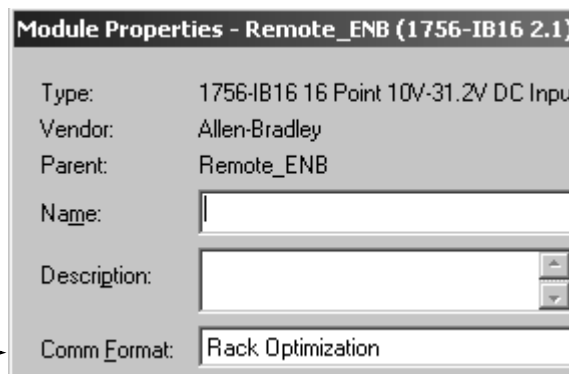 Module Properties - Remote_ENB (1756-IB16 2.1)
Type: 1756-IB16 16 Point 10V-31.2V DC Inpu
Vendor: Allen-Bradley
Parent: Remote_ENB
Name:
Description:
Comm Format: Rack Optimization